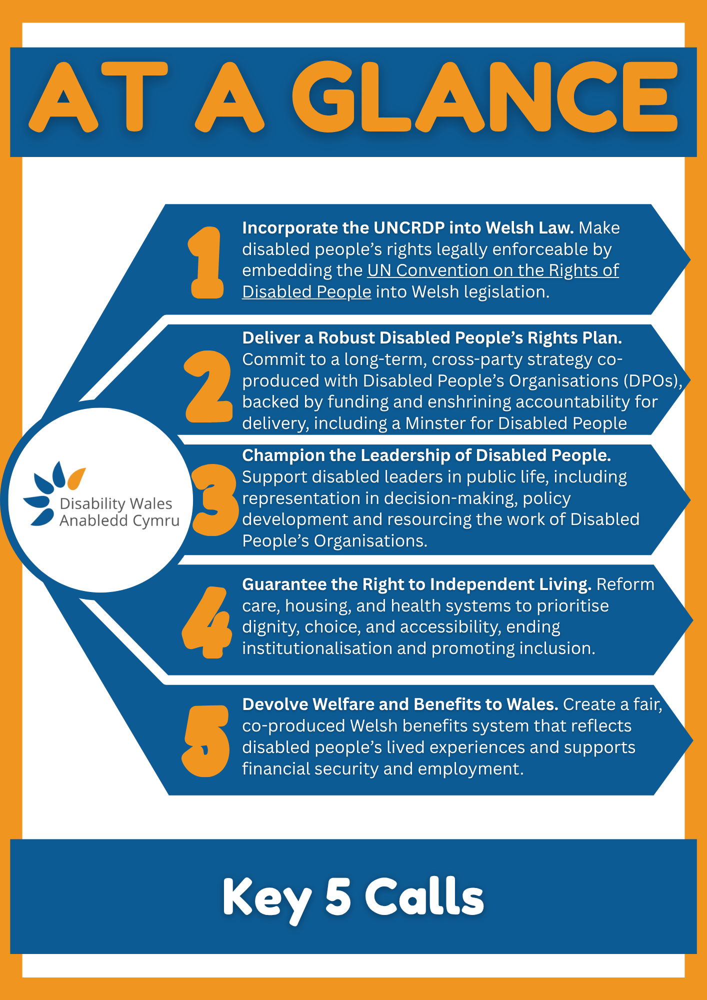 AT A GLANCE
1
Incorporate the UNCRDP into Welsh Law. Make
disabled people’s rights legally enforceable by
embedding the UN Convention on the Rights of
Disabled People into Welsh legislation.
2
Deliver a Robust Disabled People’s Rights Plan.
Commit to a long-term, cross-party strategy co-
produced with Disabled People’s Organisations (DPOs),
backed by funding and enshrining accountability for
delivery, including a Minster for Disabled People
Disability Wales
Anabledd Cymru
3
Champion the Leadership of Disabled People.
Support disabled leaders in public life, including
representation in decision-making, policy
development and resourcing the work of Disabled
People’s Organisations.
4
Guarantee the Right to Independent Living. Reform
care, housing, and health systems to prioritise
dignity, choice, and accessibility, ending
institutionalisation and promoting inclusion.
5
Devolve Welfare and Benefits to Wales. Create a fair,
co-produced Welsh benefits system that reflects
disabled people’s lived experiences and supports
financial security and employment.
Key 5 Calls